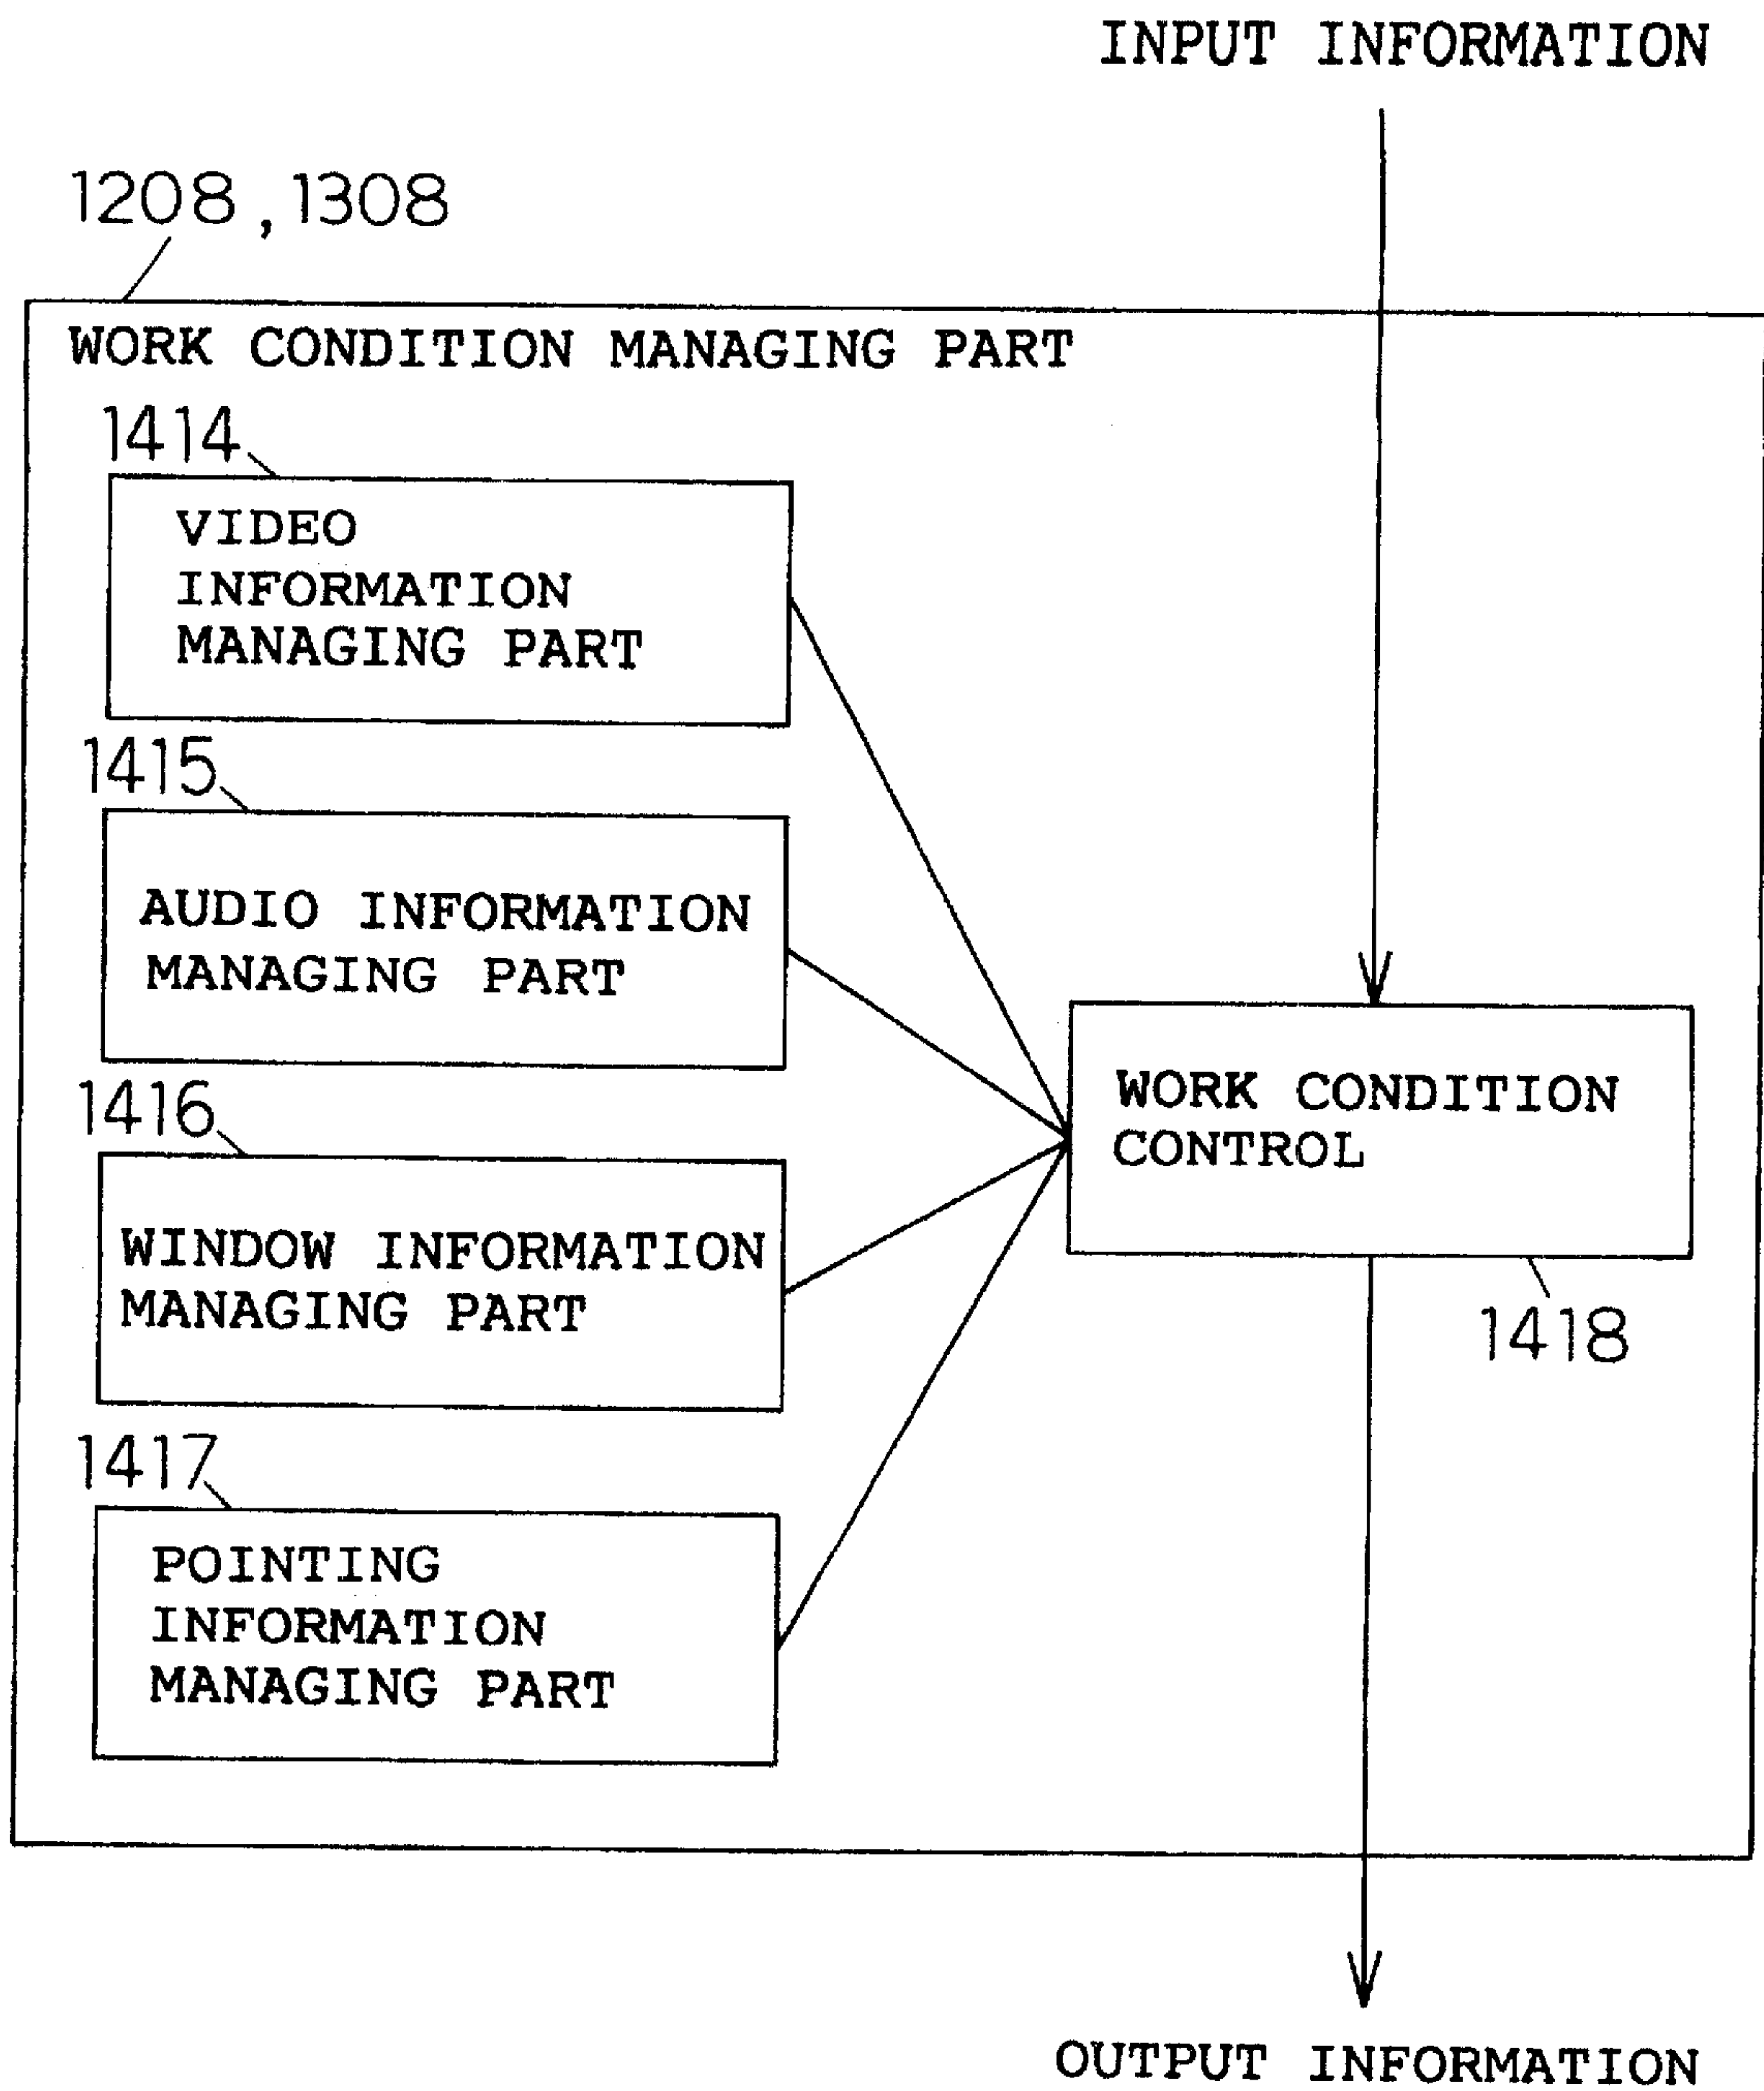 INPUT INFORMATION
1208, 1308
WORK CONDITION MANAGING PART
1414
VIDEO
INFORMATION
MANAGING PART
1415
AUDIO INFORMATION
MANAGING PART
1416
WINDOW INFORMATION
MANAGING PART
1417
POINTING
INFORMATION
MANAGING PART
WORK CONDITION
CONTROL
1418
OUTPUT INFORMATION